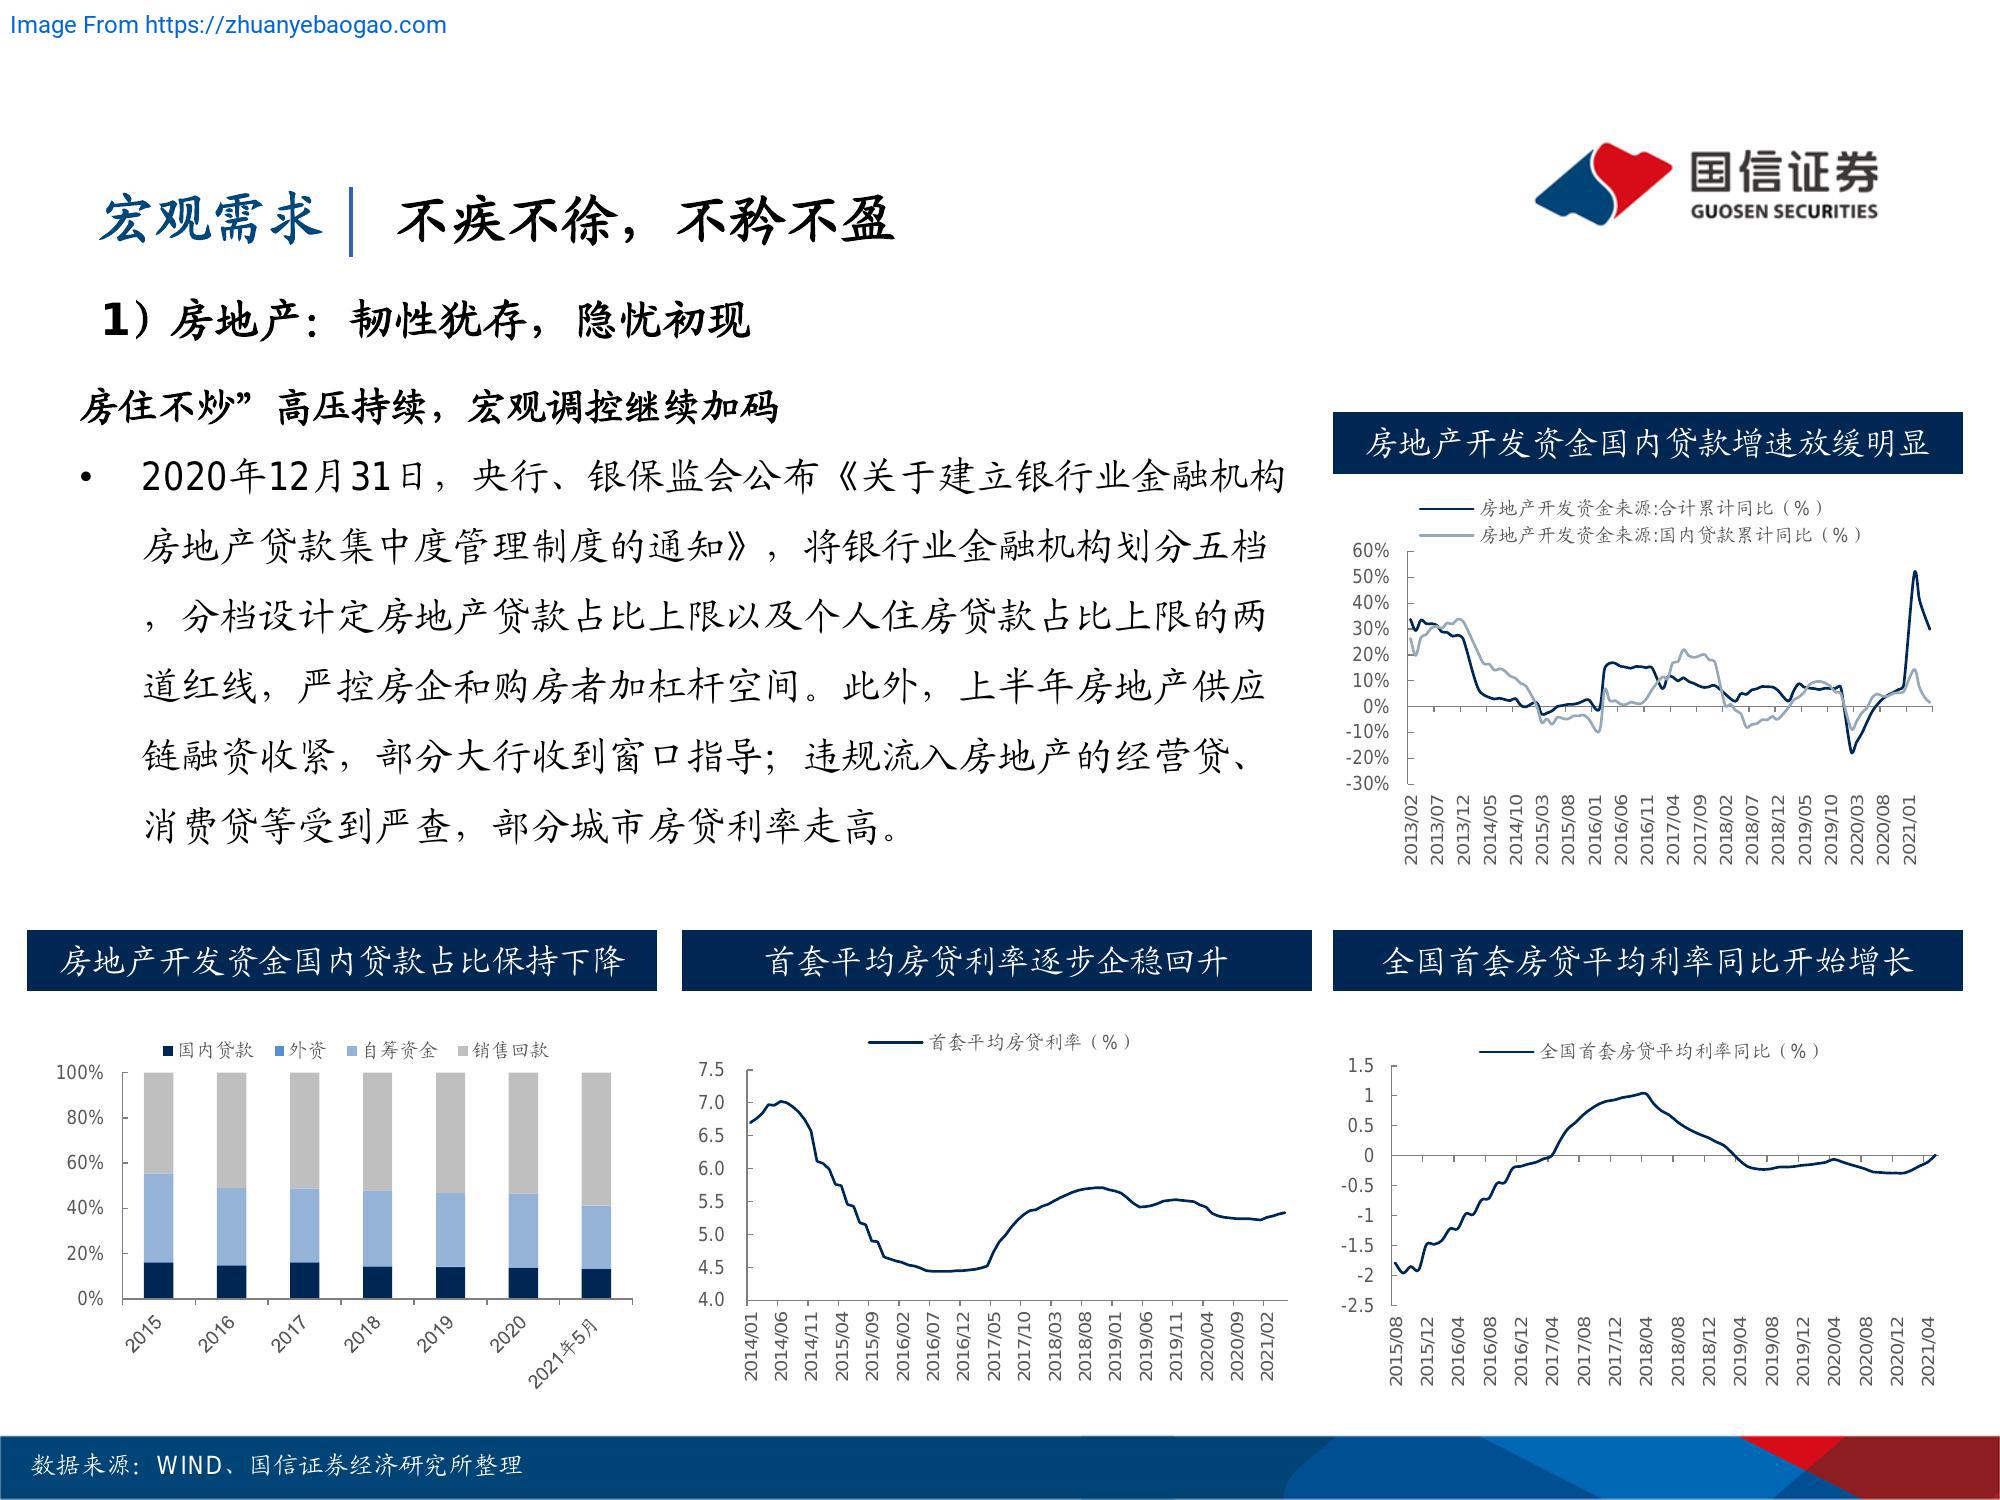 Image From https://zhuanyebaogao.com
国信证券
GUOSEN SECURITIES
宏观需求 不疾不徐，不矜不盈
1）房地产：韧性犹存，隐忧初现
房住不炒”高压持续，宏观调控继续加码
• 2020年12月31日，央行、银保监会公布《关于建立银行业金融机构
房地产贷款集中度管理制度的通知》，将银行业金融机构划分五档
，分档设计定房地产贷款占比上限以及个人住房贷款占比上限的两
道红线，严控房企和购房者加杠杆空间。此外，上半年房地产供应
链融资收紧，部分大行收到窗口指导；违规流入房地产的经营贷、
消费贷等受到严查，部分城市房贷利率走高。
房地产开发资金国内贷款增速放缓明显
房地产开发资金来源:合计累计同比（%）
房地产开发资金来源:国内贷款累计同比（%）
60%
50%
40%
30%
20%
10%
0%
-10%
-20%
-30%
2013/02 2013/07 2013/12 2014/05 2014/10 2015/03 2015/08 2016/01 2016/06 2016/11 2017/04 2017/09 2018/02 2018/07 2018/12 2019/05 2019/10 2020/03 2020/08 2021/01
房地产开发资金国内贷款占比保持下降
国内贷款 外资 自筹资金 销售回款
100%
80%
60%
40%
20%
0%
2015 2016 2017 2018 2019 2020 2021年5月
首套平均房贷利率逐步企稳回升
首套平均房贷利率（%）
7.5
7.0
6.5
6.0
5.5
5.0
4.5
4.0
2014/01 2014/06 2014/11 2015/04 2015/09 2016/02 2016/07 2016/12 2017/05 2017/10 2018/03 2018/08 2019/01 2019/06 2019/11 2020/04 2020/09 2021/02
全国首套房贷平均利率同比开始增长
全国首套房贷平均利率同比（%）
1.5
1
0.5
0
-0.5
-1
-1.5
-2
-2.5
2015/08 2015/12 2016/04 2016/08 2016/12 2017/04 2017/08 2017/12 2018/04 2018/08 2018/12 2019/04 2019/08 2019/12 2020/04 2020/08 2020/12 2021/04
数据来源：WIND、国信证券经济研究所整理